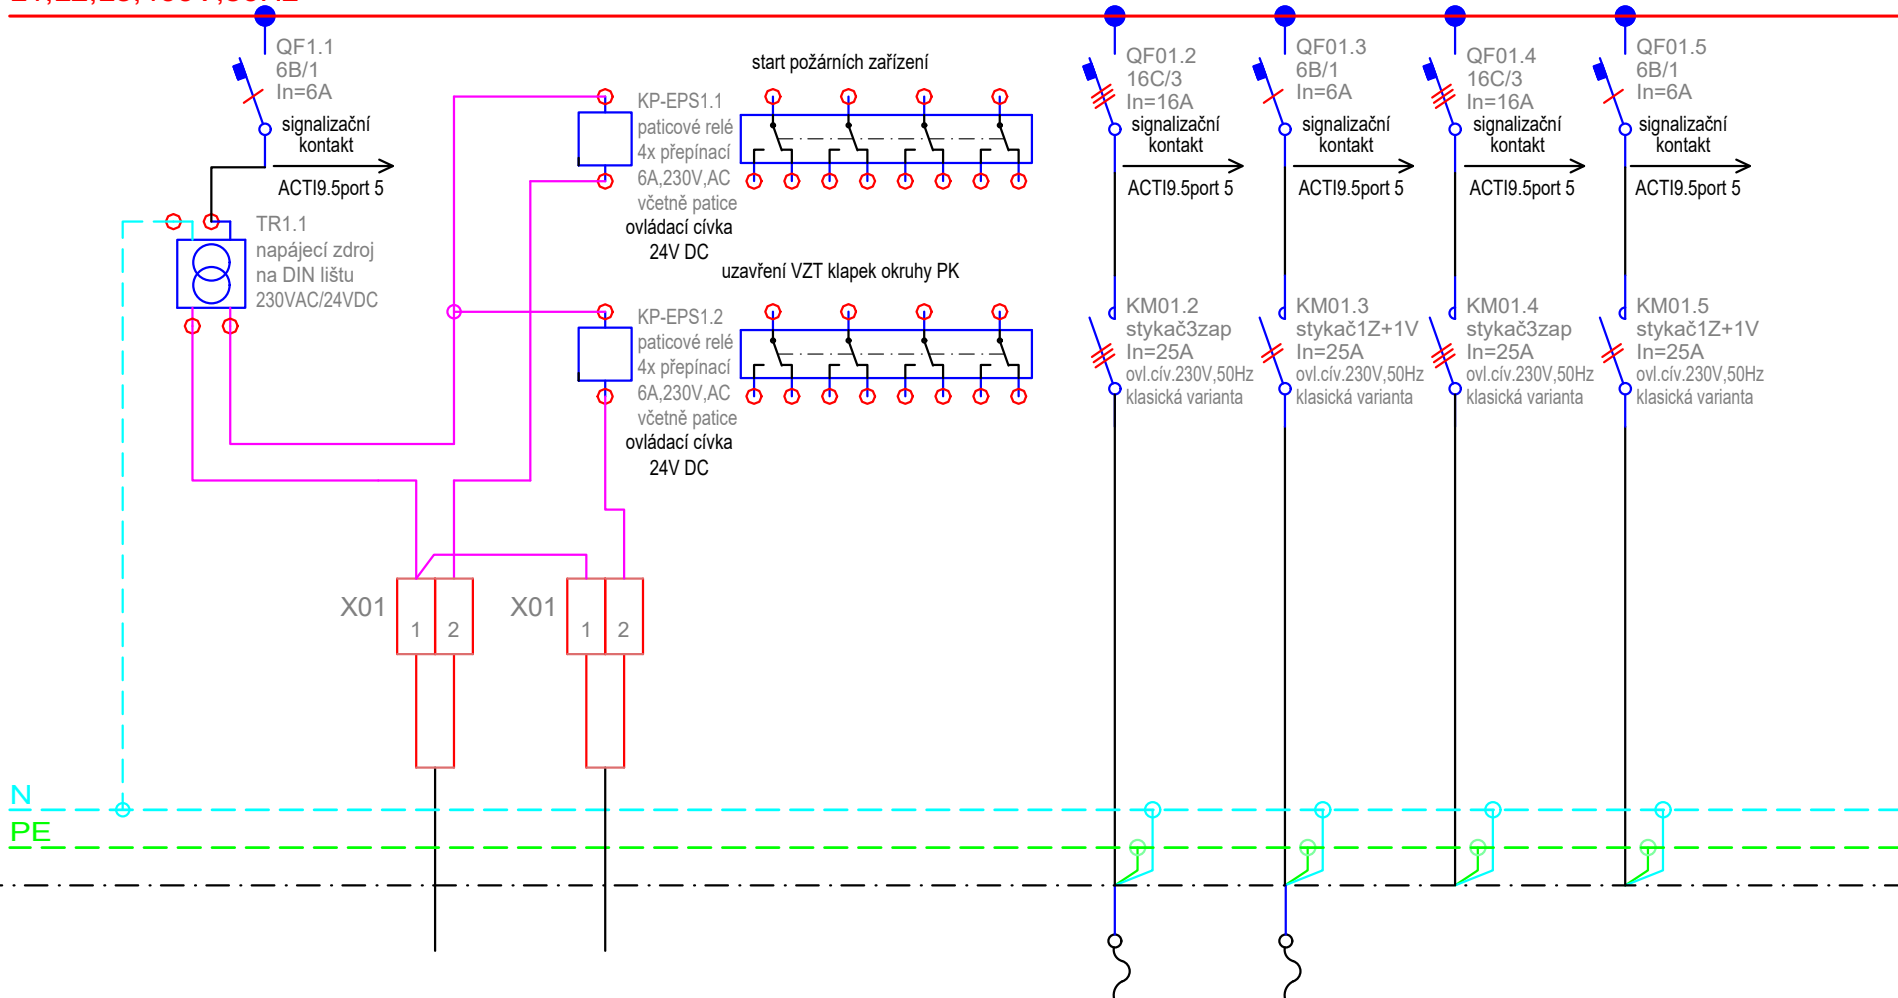 QF1.1
6B/1
In=6A
signalizační
kontakt
ACTI9.5port 5
TR1.1
napájecí zdroj
na DIN lištu
230VAC/24VDC
KP-EPS1.1
paticové relé
4x přepínací
6A,230V,AC
včetně patice
ovládací cívka
24V DC
start požárních zařízení
KP-EPS1.2
paticové relé
4x přepínací
6A,230V,AC
včetně patice
ovládací cívka
24V DC
uzavření VZT klapek okruhy PK
QF01.2
16C/3
In=16A
signalizační
kontakt
ACTI9.5port 5
QF01.3
6B/1
In=6A
signalizační
kontakt
ACTI9.5port 5
QF01.4
16C/3
In=16A
signalizační
kontakt
ACTI9.5port 5
QF01.5
6B/1
In=6A
signalizační
kontakt
ACTI9.5port 5
KM01.2
stykač3zap
In=25A
ovl.cív.230V,50Hz
klasická varianta
KM01.3
stykač1Z+1V
In=25A
ovl.cív.230V,50Hz
klasická varianta
KM01.4
stykač3zap
In=25A
ovl.cív.230V,50Hz
klasická varianta
KM01.5
stykač1Z+1V
In=25A
ovl.cív.230V,50Hz
klasická varianta
X01
1 2
X01
1 2
N
PE